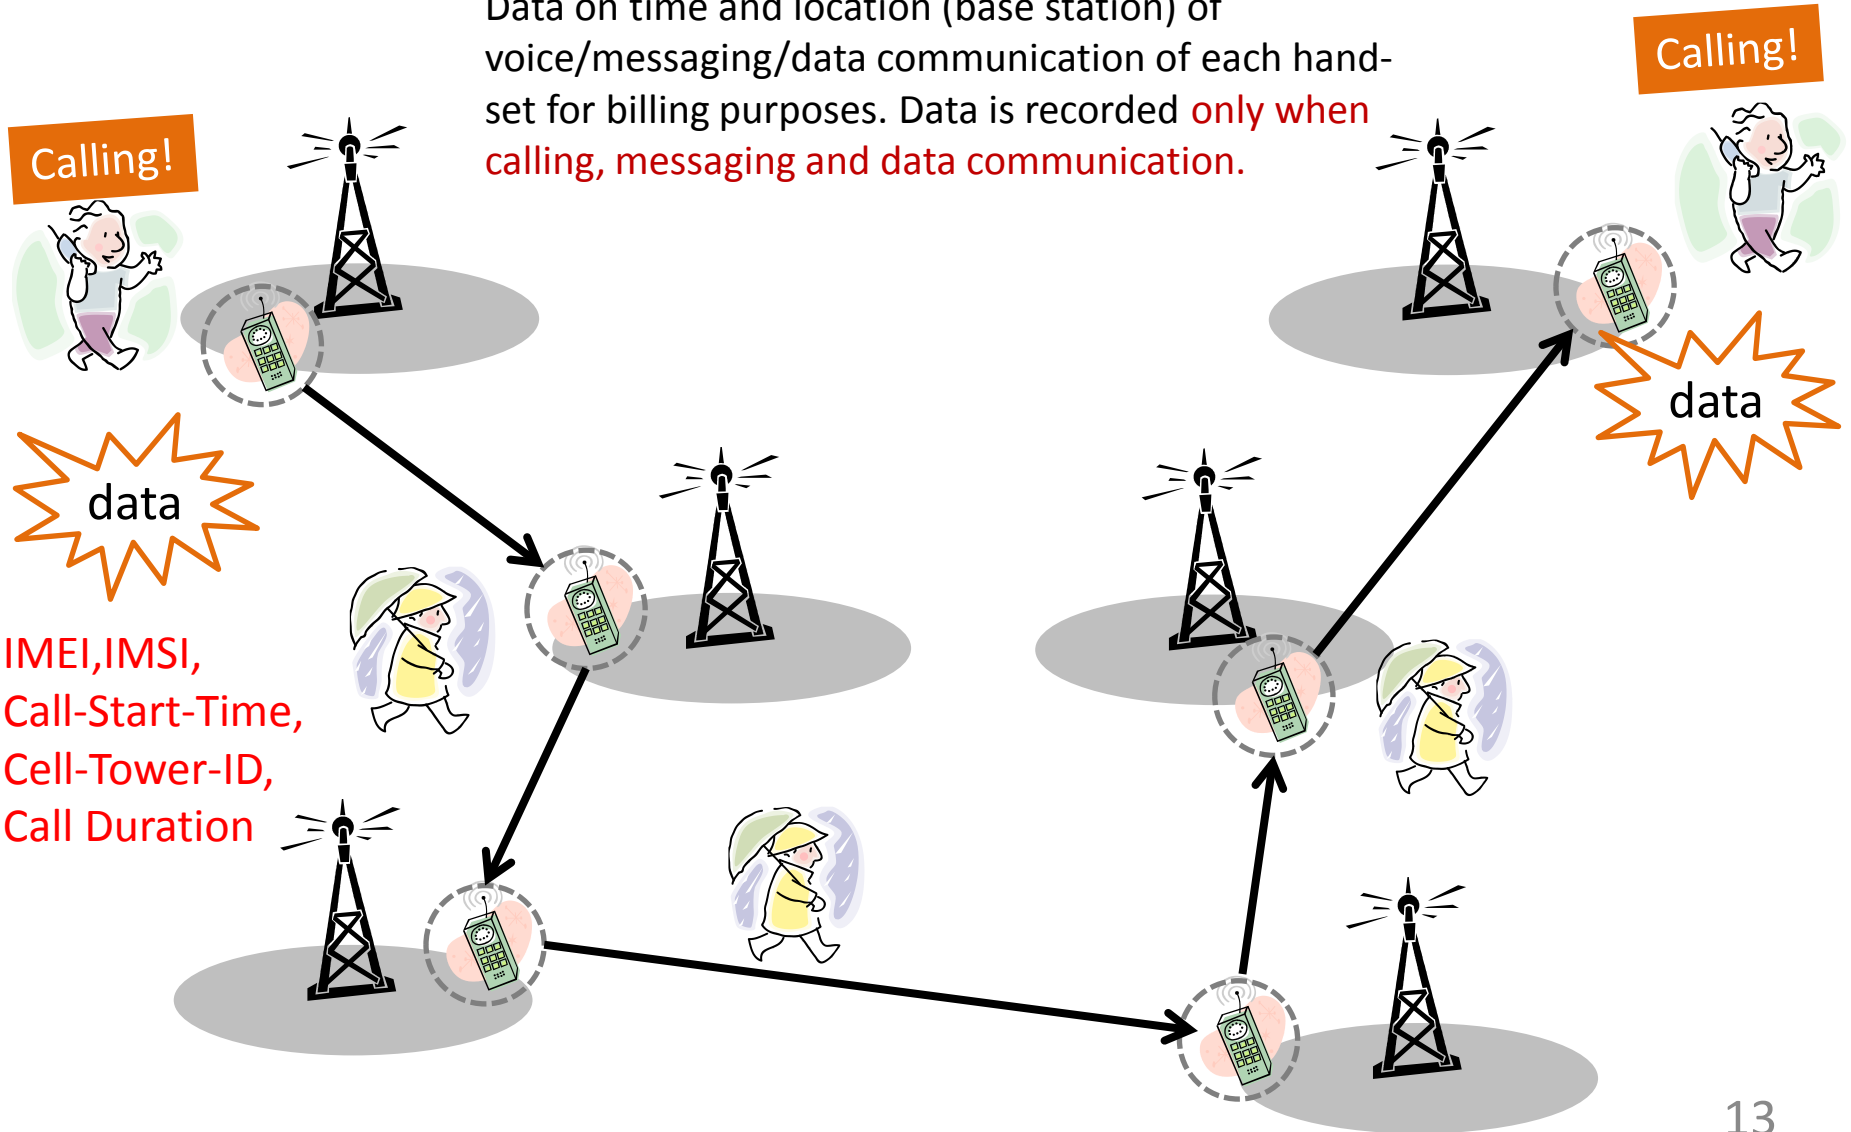 Data on time and location (base station) of
voice/messaging/data communication of each hand-
set for billing purposes. Data is recorded only when
calling, messaging and data communication.
Calling!
Calling!
data
data
IMEI,IMSI,
Call-Start-Time,
Cell-Tower-ID,
Call Duration
13